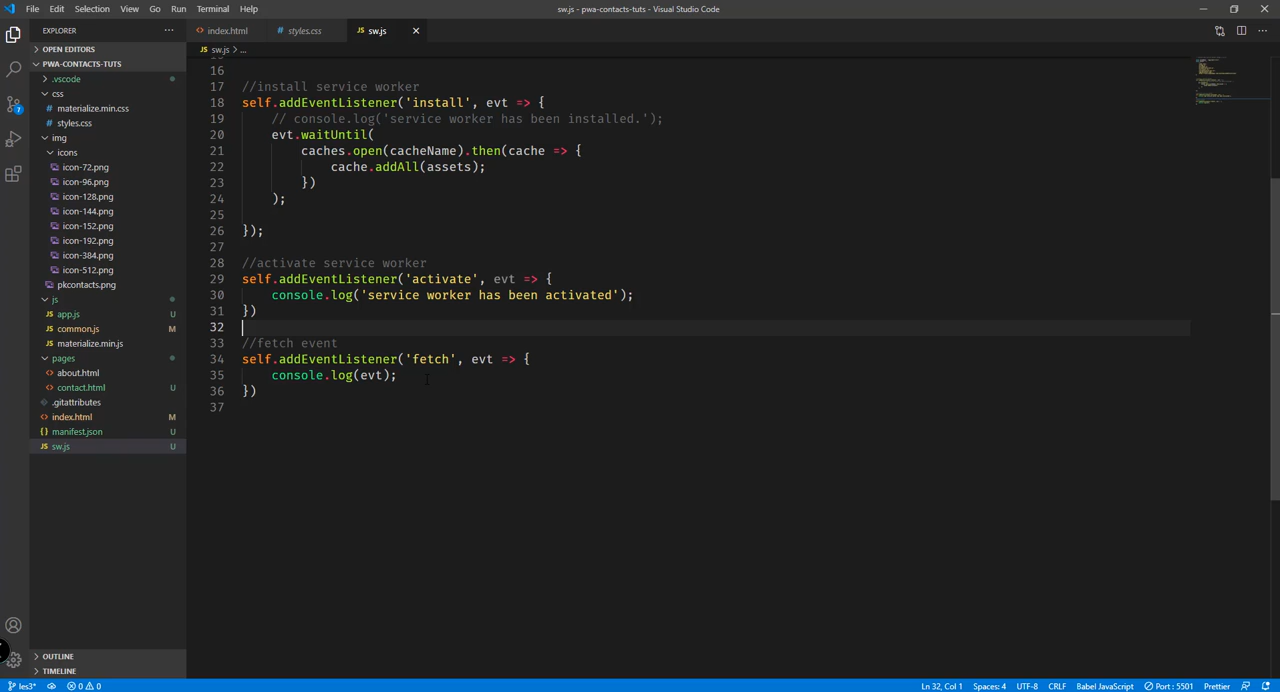 File Edit Selection View Go Run Terminal Help
sw.js - pwa-contacts-tuts - Visual Studio Code
EXPLORER
index.html
styles.css
sw.js
OPEN EDITORS
PWA-CONTACTS-TUTS
.vscode
css
materialize.min.css
styles.css
img
icons
icon-72.png
icon-96.png
icon-128.png
icon-144.png
icon-152.png
icon-192.png
icon-384.png
icon-512.png
pkcontacts.png
js
app.js U
common.js M
materialize.min.js
pages
about.html
contact.html U
.gitattributes
index.html M
manifest.json U
sw.js U
OUTLINE
TIMELINE
7
JS sw.js > ...
16
17 //install service worker
18 self.addEventListener('install', evt => {
19 // console.log('service worker has been installed.');
20 evt.waitUntil(
21 caches.open(cacheName).then(cache => {
22 cache.addAll(assets);
23 })
24 );
25
26 });
27
28 //activate service worker
29 self.addEventListener('activate', evt => {
30 console.log('service worker has been activated');
31 })
32
33 //fetch event
34 self.addEventListener('fetch', evt => {
35 console.log(evt);
36 })
37
les3* 0 0 Ln 32, Col 1 Spaces: 4 UTF-8 CRLF Babel JavaScript Port : 5501 Prettier